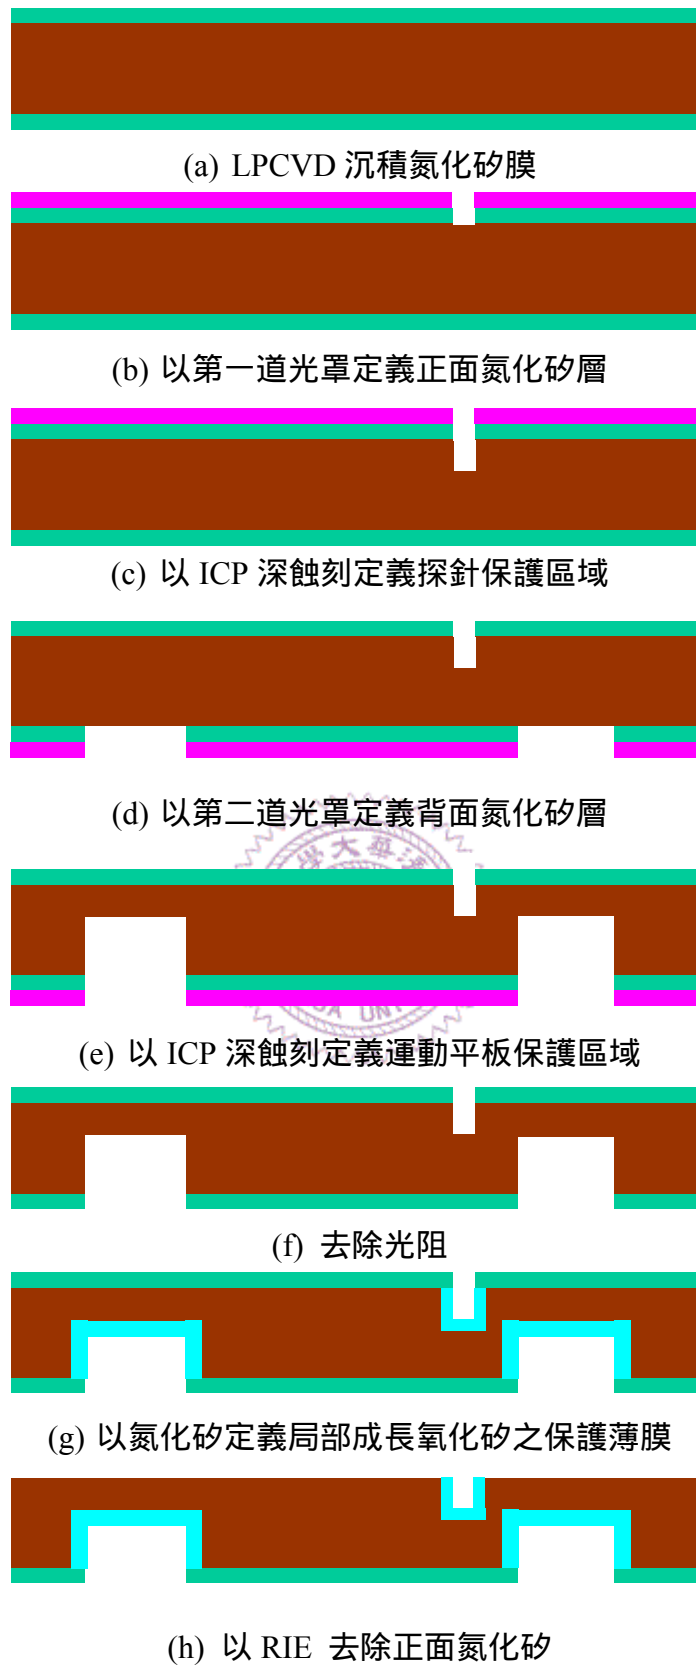 (a) LPCVD 沉積氮化矽膜
(b) 以第一道光罩定義正面氮化矽層
(c) 以 ICP 深蝕刻定義探針保護區域
(d) 以第二道光罩定義背面氮化矽層
(e) 以 ICP 深蝕刻定義運動平板保護區域
(f) 去除光阻
(g) 以氮化矽定義局部成長氧化矽之保護薄膜
(h) 以 RIE 去除正面氮化矽